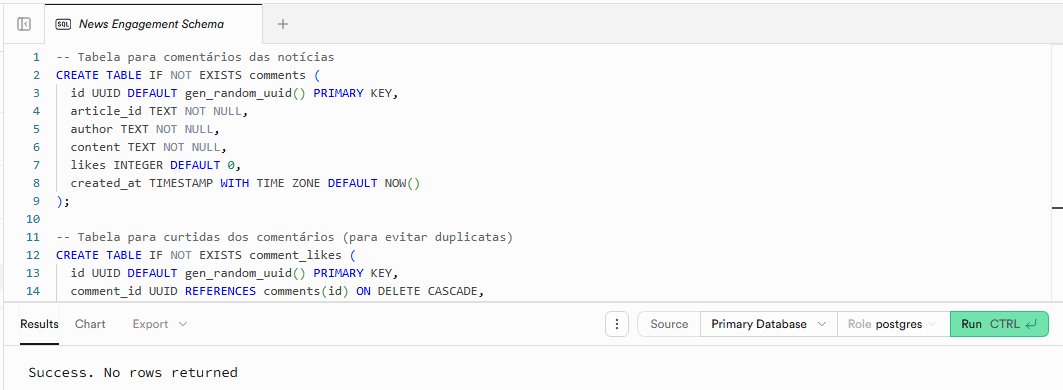 SQL News Engagement Schema +
1 -- Tabela para comentários das notícias
2 CREATE TABLE IF NOT EXISTS comments (
3 id UUID DEFAULT gen_random_uuid() PRIMARY KEY,
4 article_id TEXT NOT NULL,
5 author TEXT NOT NULL,
6 content TEXT NOT NULL,
7 likes INTEGER DEFAULT 0,
8 created_at TIMESTAMP WITH TIME ZONE DEFAULT NOW()
9 );
10
11 -- Tabela para curtidas dos comentários (para evitar duplicatas)
12 CREATE TABLE IF NOT EXISTS comment_likes (
13 id UUID DEFAULT gen_random_uuid() PRIMARY KEY,
14 comment_id UUID REFERENCES comments(id) ON DELETE CASCADE,
Results Chart Export Source Primary Database Role postgres Run CTRL ↵
Success. No rows returned